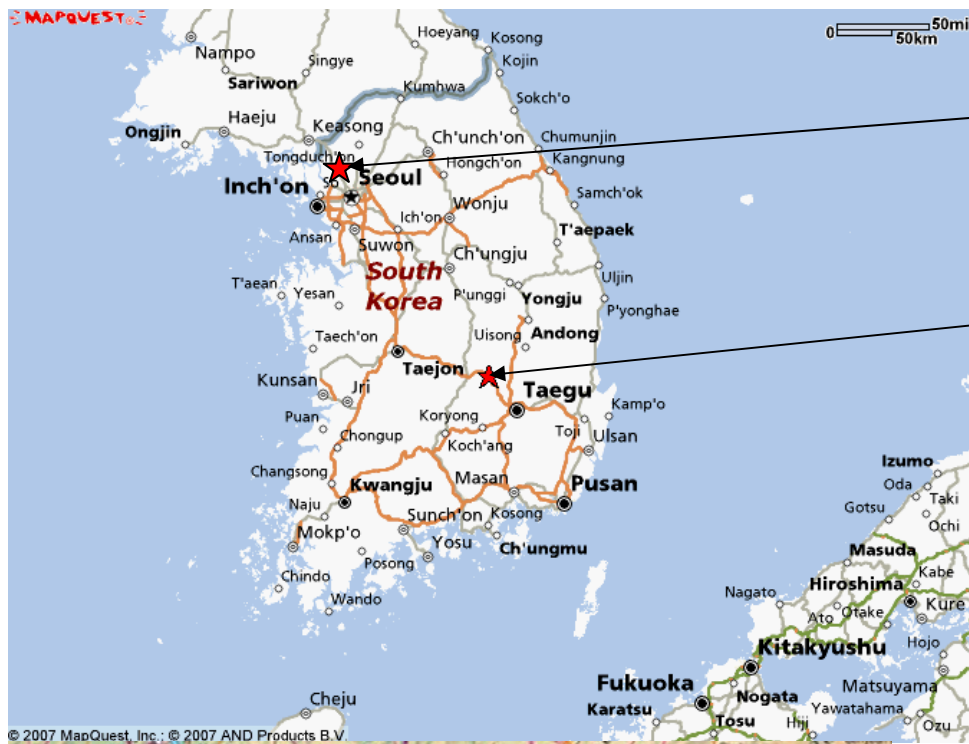 MAPQUEST
50mi
50km
Hoeyang
Kosong
Nampo
Singye
Kojin
Sariwon
Kumhwa
Sokch'o
Haeju
Keasong
Ongjin
Ch'unch'on
Chumunjin
Tongduch'on
Hongch'on
Kangnung
Seoul
Inch'on
Samch'ok
Wonju
Ich'on
T'aepaek
Ansan
Suwon
Ch'ungju
South
Korea
Uljin
T'aean
Yesan
P'unggi
Yongju
P'yonghae
Taech'on
Uisong
Andong
Taejon
Kunsan
Jri
Taegu
Kamp'o
Puan
Koryong
Toji
Ulsan
Chongup
Koch'ang
Changsong
Masan
Izumo
Kwangju
Pusan
Oda
Taki
Naju
Sunch'on
Kosong
Gotsu
Ochi
Mokp'o
Yosu
Ch'ungmu
Masuda
Posong
Kabe
Chindo
Hiroshima
Nagato
Wando
Ato
Otake
Kure
Hojo
Kitakyushu
Fukuoka
Matsuyama
Cheju
Nogata
Karatsu
Yawatahama
Tosu
Hiji
Ozu
© 2007 MapQuest, Inc.; © 2007 AND Products B.V.